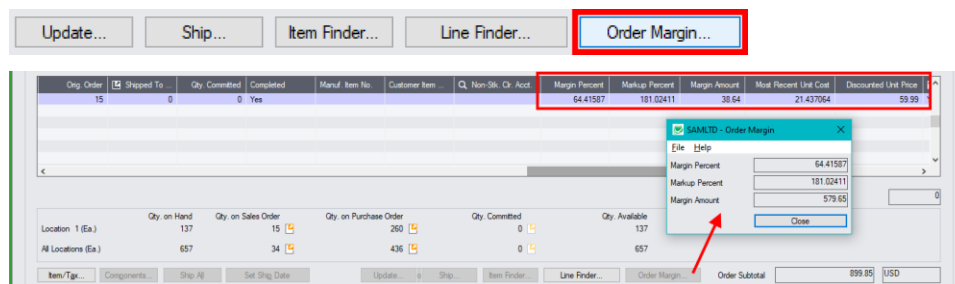 Update... Ship... Item Finder... Line Finder... Order Margin...
Orig. Order Shipped To ... Qty. Committed Completed Manuf. Item No. Customer Item ... Non-Stk. Clr. Acct. Margin Percent Markup Percent Margin Amount Most Recent Unit Cost Discounted Unit Price
15 0 0 Yes 64.41587 181.02411 38.64 21.437064 59.99
SAMLTD - Order Margin
File Help
Margin Percent 64.41587
Markup Percent 181.02411
Margin Amount 579.65
Close
0
Qty. on Hand Qty. on Sales Order Qty. on Purchase Order Qty. Committed Qty. Available
Location 1 (Ea.) 137 15 260 0 137
All Locations (Ea.) 657 34 436 0 657
Item/Tax... Components... Ship All Set Ship Date Update... Ship... Item Finder... Line Finder... Order Margin... Order Subtotal 899.85 USD